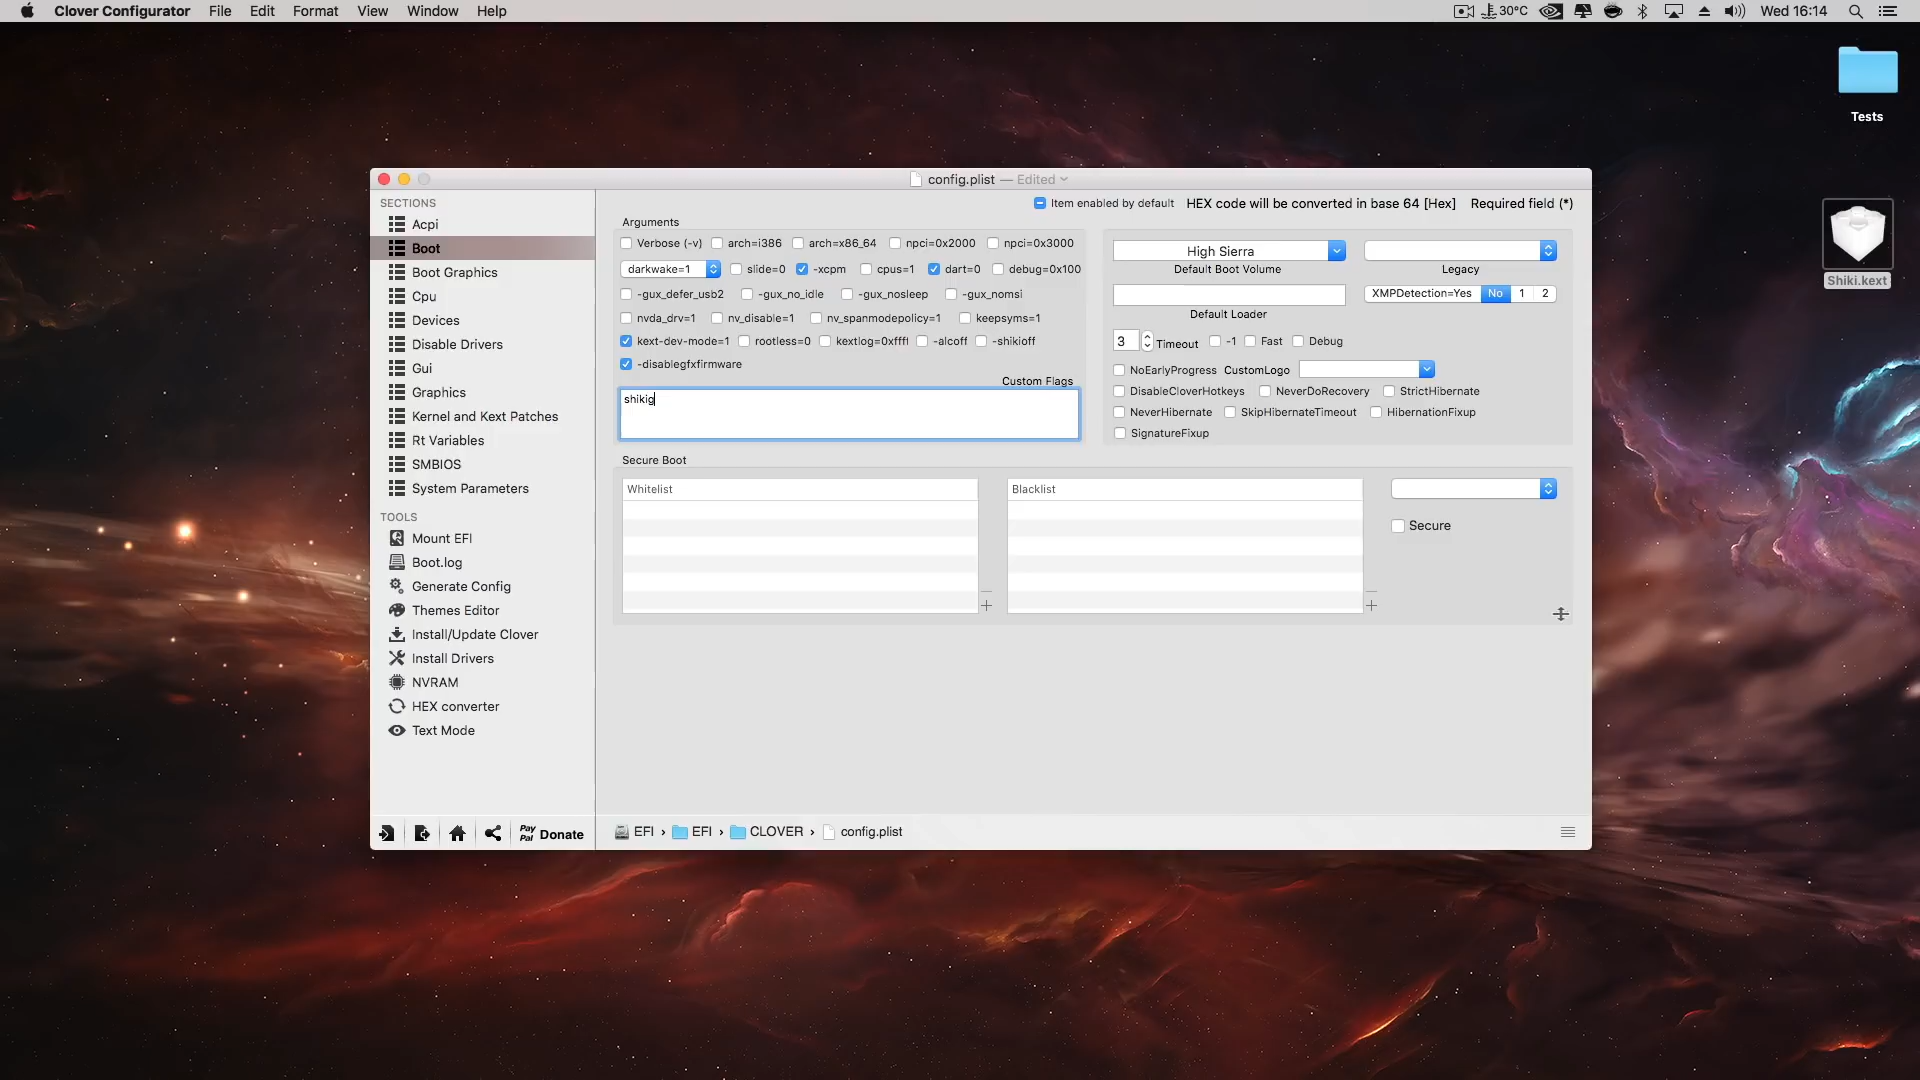 Clover Configurator File Edit Format View Window Help
30°C Wed 16:14
Tests
Shiki.kext
config.plist — Edited
SECTIONS
Acpi
Boot
Boot Graphics
Cpu
Devices
Disable Drivers
Gui
Graphics
Kernel and Kext Patches
Rt Variables
SMBIOS
System Parameters
TOOLS
Mount EFI
Boot.log
Generate Config
Themes Editor
Install/Update Clover
Install Drivers
NVRAM
HEX converter
Text Mode
Pay Pal Donate
Item enabled by default HEX code will be converted in base 64 [Hex] Required field (*)
Arguments
Verbose (-v) arch=i386 arch=x86_64 npci=0x2000 npci=0x3000
darkwake=1 slide=0 -xcpm cpus=1 dart=0 debug=0x100
-gux_defer_usb2 -gux_no_idle -gux_nosleep -gux_nomsi
nvda_drv=1 nv_disable=1 nv_spanmodepolicy=1 keepsyms=1
kext-dev-mode=1 rootless=0 kextlog=0xffff -alcoff -shikioff
-disablegfxfirmware
Custom Flags
shikig
High Sierra
Default Boot Volume
Legacy
XMPDetection=Yes No 1 2
Default Loader
3 Timeout -1 Fast Debug
NoEarlyProgress CustomLogo
DisableCloverHotkeys NeverDoRecovery StrictHibernate
NeverHibernate SkipHibernateTimeout HibernationFixup
SignatureFixup
Secure Boot
Whitelist
Blacklist
Secure
EFI › EFI › CLOVER › config.plist